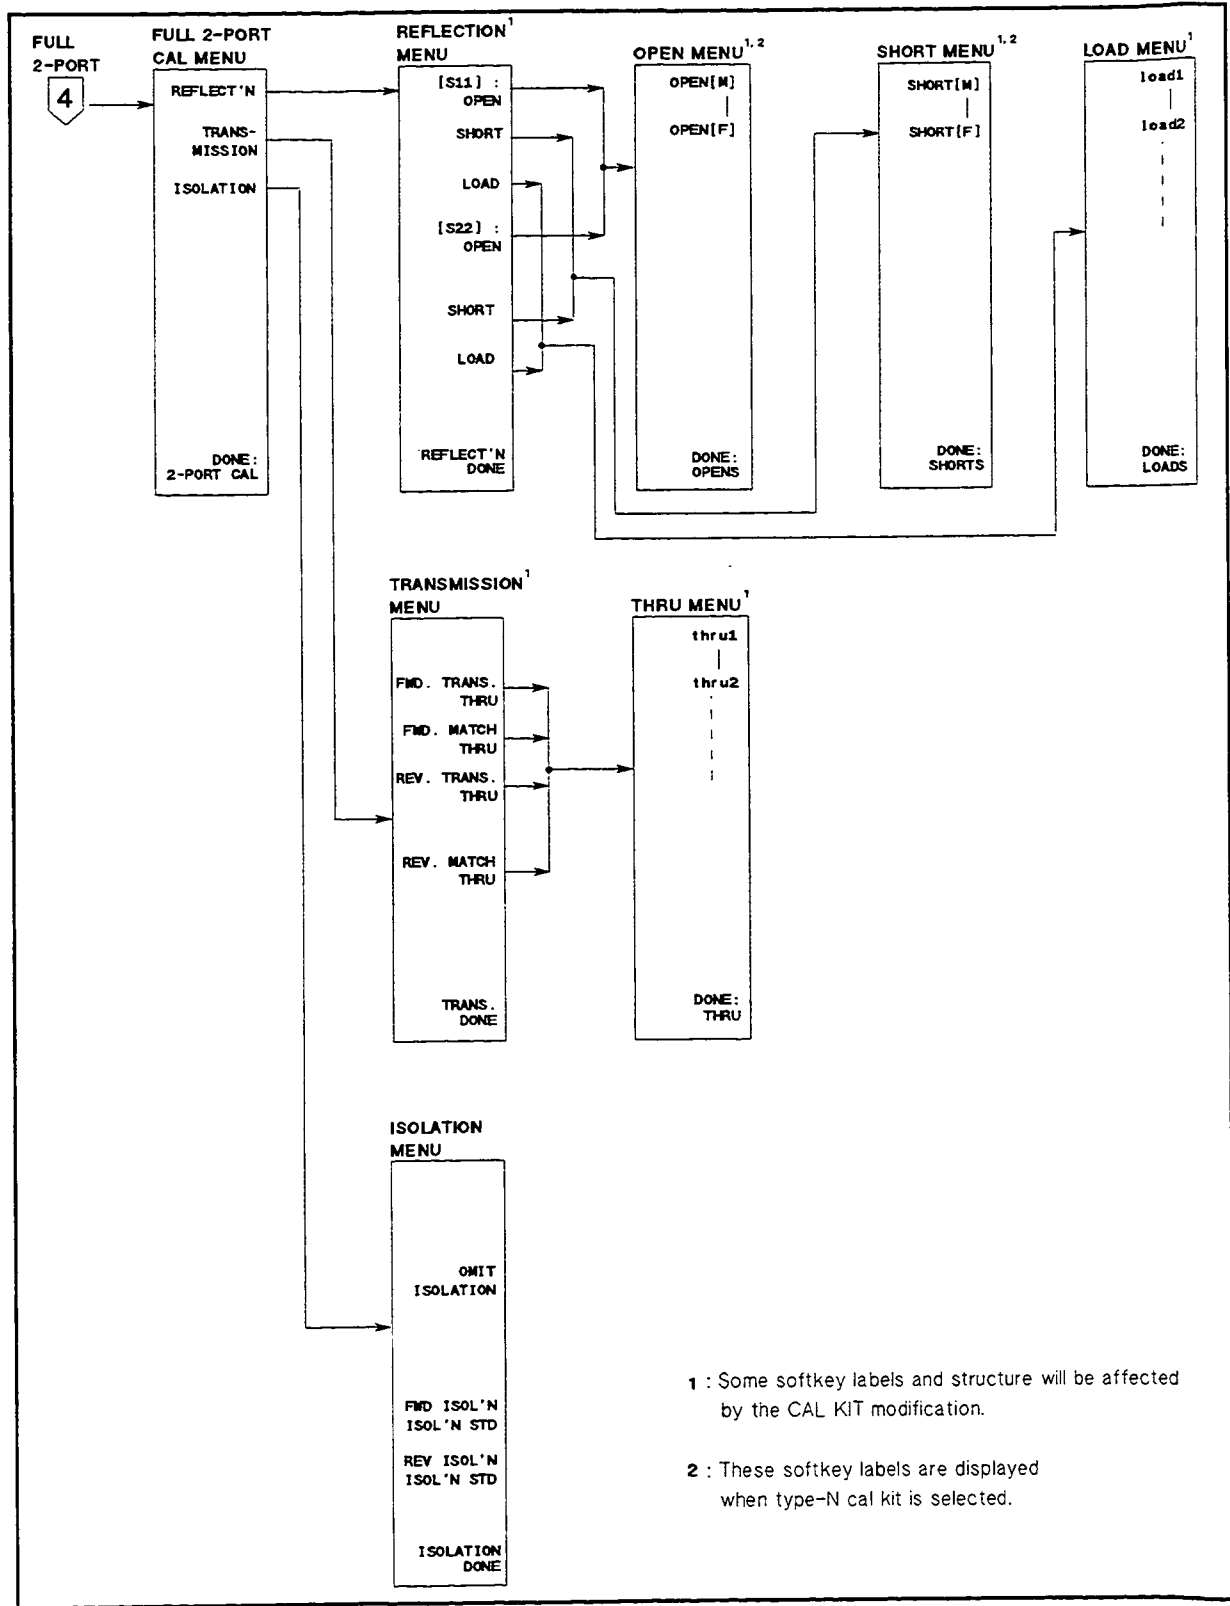 FULL
2-PORT
4
FULL 2-PORT
CAL MENU
REFLECT'N
TRANS-
MISSION
ISOLATION
DONE:
2-PORT CAL
REFLECTION1
MENU
[S11] :
OPEN
SHORT
LOAD
[S22] :
OPEN
SHORT
LOAD
REFLECT'N
DONE
OPEN MENU1,2
OPEN[M]
OPEN[F]
DONE:
OPENS
SHORT MENU1,2
SHORT[M]
SHORT[F]
DONE:
SHORTS
LOAD MENU1
load1
load2
DONE:
LOADS
TRANSMISSION1
MENU
FWD. TRANS.
THRU
FWD. MATCH
THRU
REV. TRANS.
THRU
REV. MATCH
THRU
TRANS.
DONE
THRU MENU1
thru1
thru2
DONE:
THRU
ISOLATION
MENU
OMIT
ISOLATION
FWD ISOL'N
ISOL'N STD
REV ISOL'N
ISOL'N STD
ISOLATION
DONE
1 : Some softkey labels and structure will be affected
by the CAL KIT modification.
2 : These softkey labels are displayed
when type-N cal kit is selected.